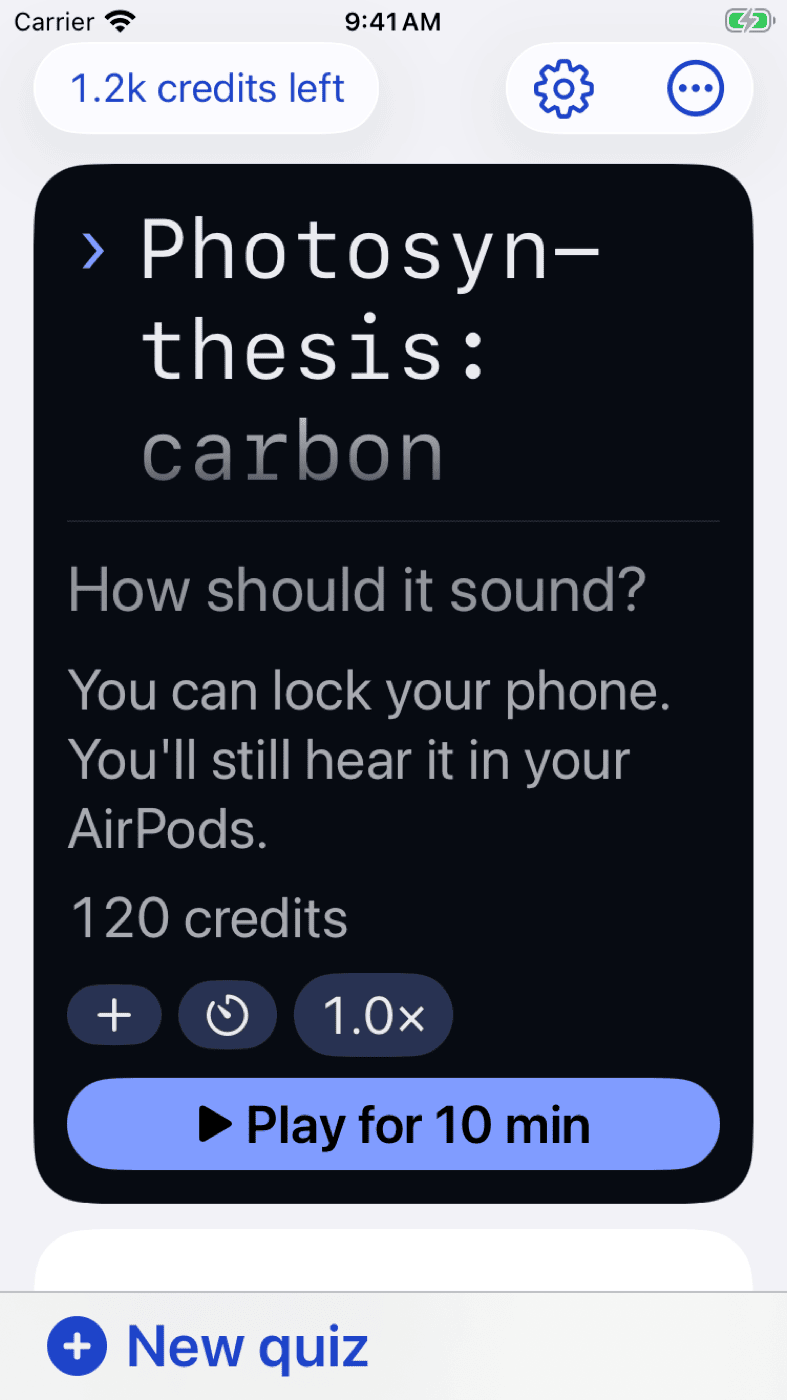 Carrier 9:41 AM
1.2k credits left
› Photosyn-
thesis:
carbon
How should it sound?
You can lock your phone.
You'll still hear it in your
AirPods.
120 credits
1.0×
Play for 10 min
New quiz